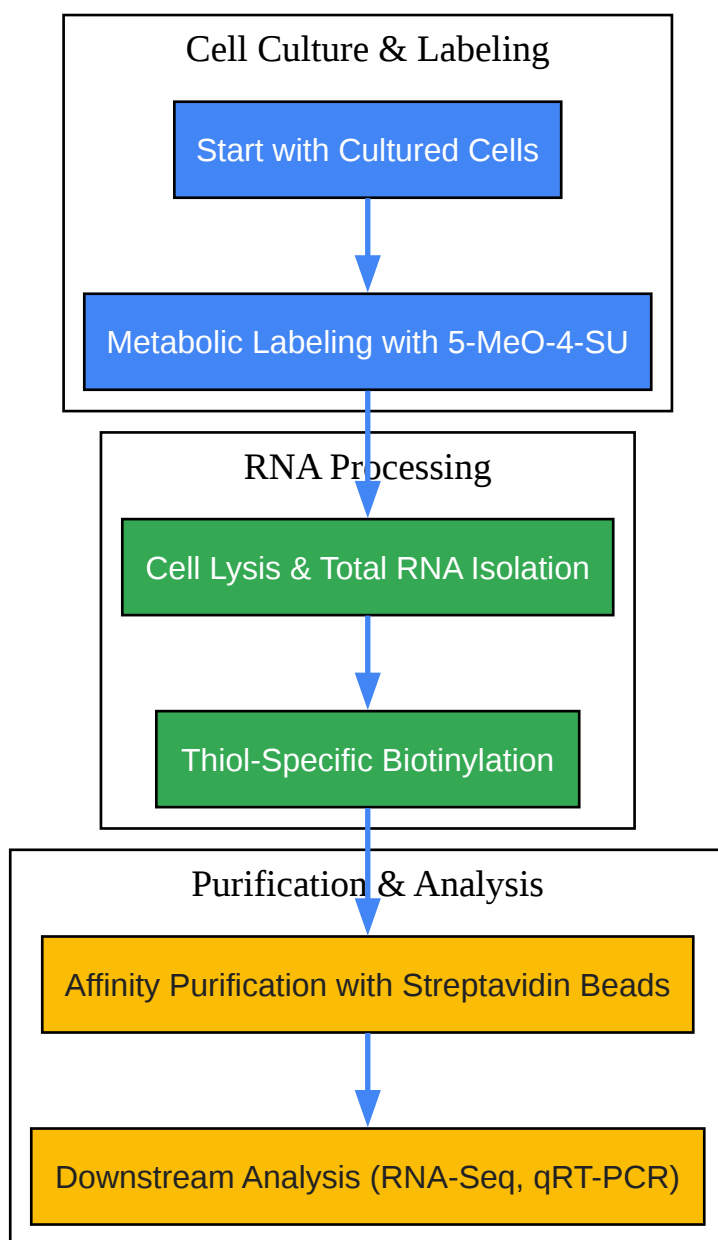 Cell Culture & Labeling
Start with Cultured Cells
Metabolic Labeling with 5-MeO-4-SU
RNA Processing
Cell Lysis & Total RNA Isolation
Thiol-Specific Biotinylation
Purification & Analysis
Affinity Purification with Streptavidin Beads
Downstream Analysis (RNA-Seq, qRT-PCR)